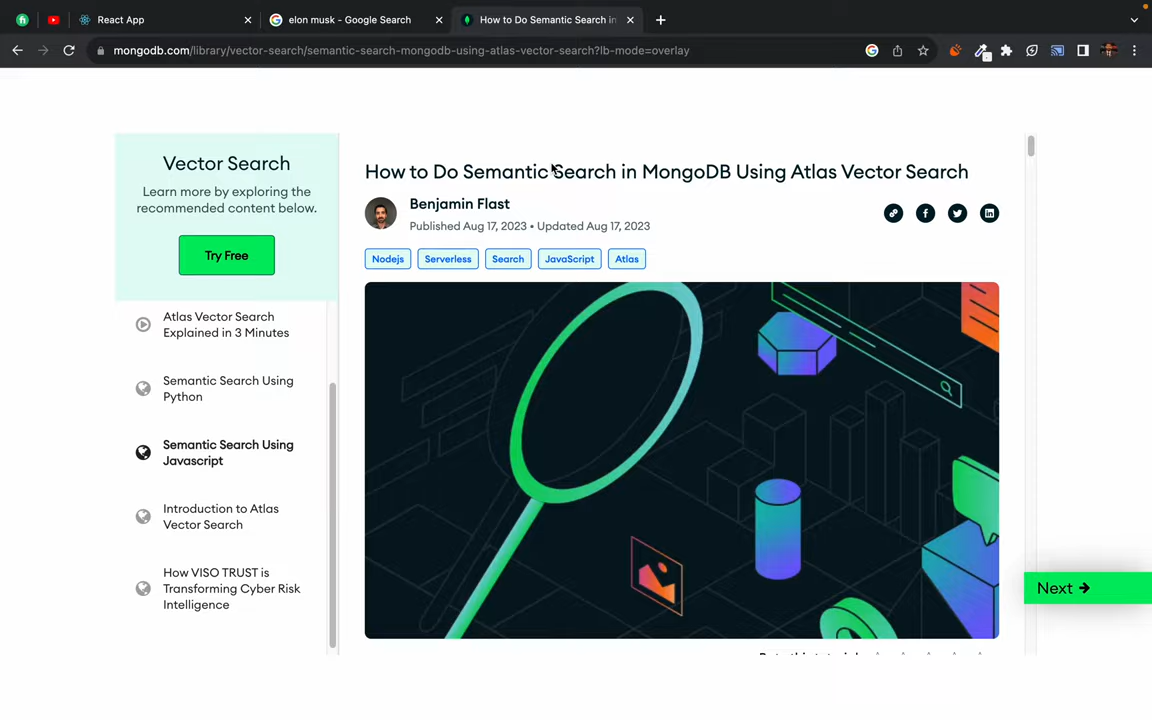 React App
elon musk - Google Search
How to Do Semantic Search in
mongodb.com/library/vector-search/semantic-search-mongodb-using-atlas-vector-search?lb-mode=overlay
Vector Search
Learn more by exploring the
recommended content below.
Try Free
Atlas Vector Search
Explained in 3 Minutes
Semantic Search Using
Python
Semantic Search Using
Javascript
Introduction to Atlas
Vector Search
How VISO TRUST is
Transforming Cyber Risk
Intelligence
How to Do Semantic Search in MongoDB Using Atlas Vector Search
Benjamin Flast
Published Aug 17, 2023 • Updated Aug 17, 2023
Nodejs
Serverless
Search
JavaScript
Atlas
Next →